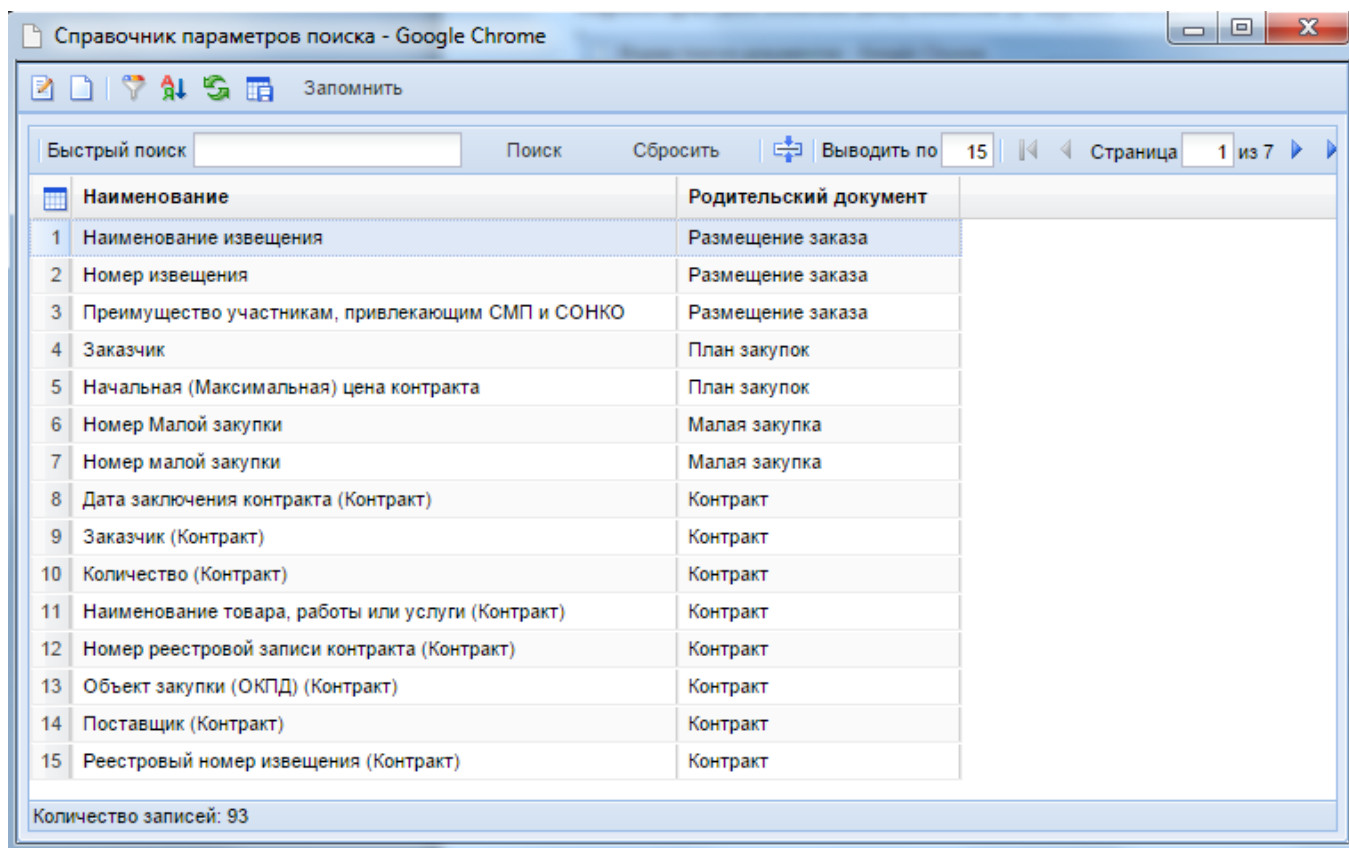 Справочник параметров поиска - Google Chrome
Запомнить
Быстрый поиск Поиск Сбросить Выводить по 15 Страница 1 из 7
Наименование Родительский документ
1 Наименование извещения Размещение заказа
2 Номер извещения Размещение заказа
3 Преимущество участникам, привлекающим СМП и СОНКО Размещение заказа
4 Заказчик План закупок
5 Начальная (Максимальная) цена контракта План закупок
6 Номер Малой закупки Малая закупка
7 Номер малой закупки Малая закупка
8 Дата заключения контракта (Контракт) Контракт
9 Заказчик (Контракт) Контракт
10 Количество (Контракт) Контракт
11 Наименование товара, работы или услуги (Контракт) Контракт
12 Номер реестровой записи контракта (Контракт) Контракт
13 Объект закупки (ОКПД) (Контракт) Контракт
14 Поставщик (Контракт) Контракт
15 Реестровый номер извещения (Контракт) Контракт
Количество записей: 93